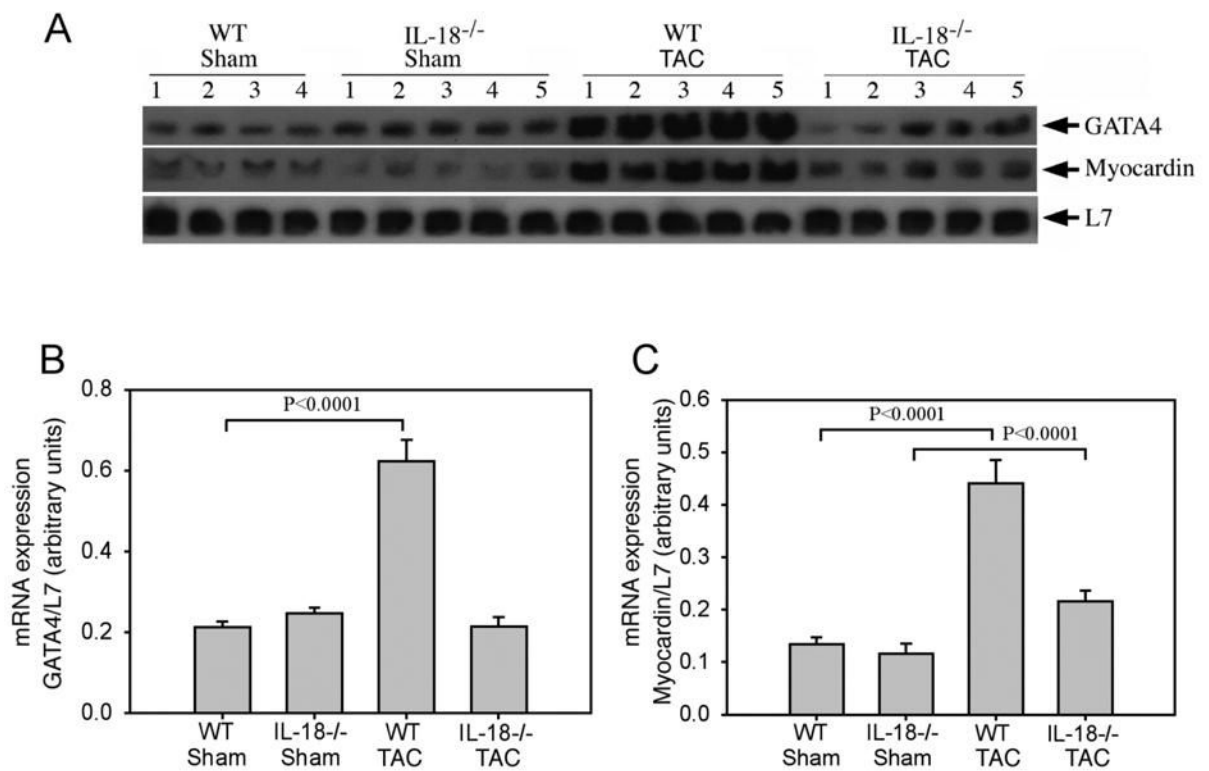 A
WT IL-18-/- WT IL-18-/-
Sham Sham TAC TAC
1 2 3 4 1 2 3 4 5 1 2 3 4 5 1 2 3 4 5
GATA4
Myocardin
L7
B
mRNA expression
GATA4/L7 (arbitrary units)
0.8
0.6
0.4
0.2
0.0
P<0.0001
WT IL-18-/- WT IL-18-/-
Sham Sham TAC TAC
C
mRNA expression
Myocardin/L7 (arbitrary units)
0.6
0.5
0.4
0.3
0.2
0.1
0.0
P<0.0001
P<0.0001
WT IL-18-/- WT IL-18-/-
Sham Sham TAC TAC